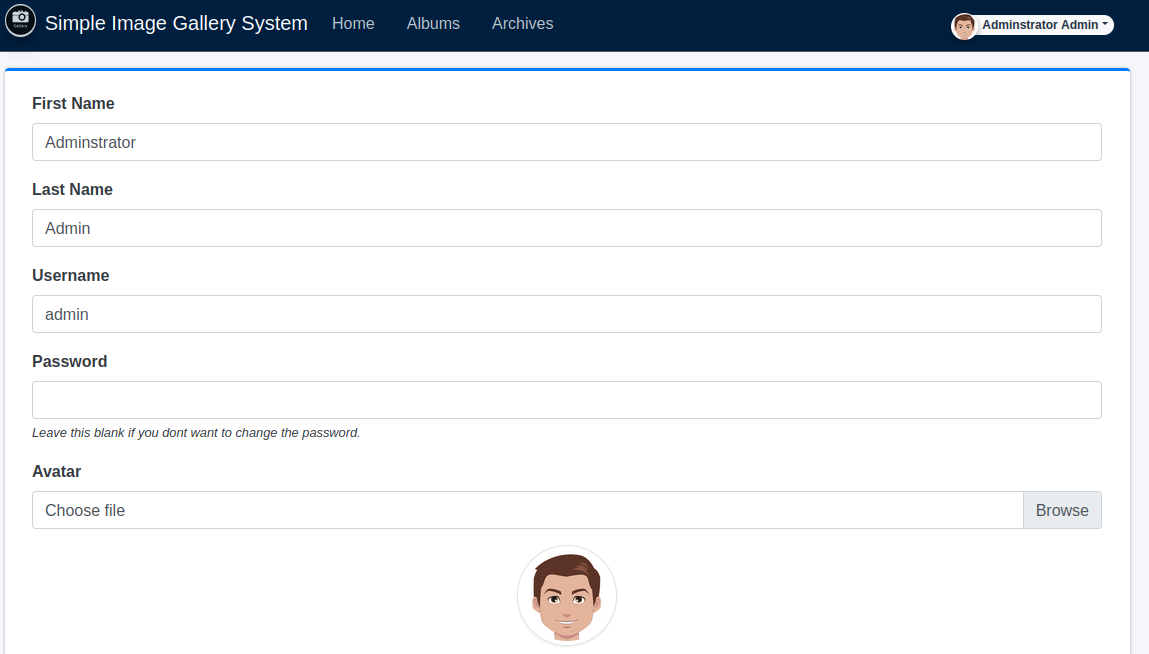 Gallery
Simple Image Gallery System Home Albums Archives Adminstrator Admin
First Name
Adminstrator
Last Name
Admin
Username
admin
Password
Leave this blank if you dont want to change the password.
Avatar
Choose file Browse